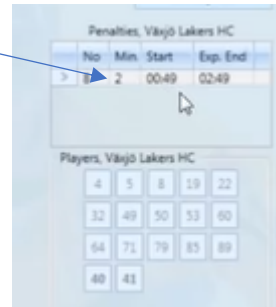 Penalties, Växjö Lakers HC
No Min Start Exp. End
8 2 00:49 02:49
Players, Växjö Lakers HC
4 5 8 19 22
32 49 50 53 60
64 71 79 85 89
40 41